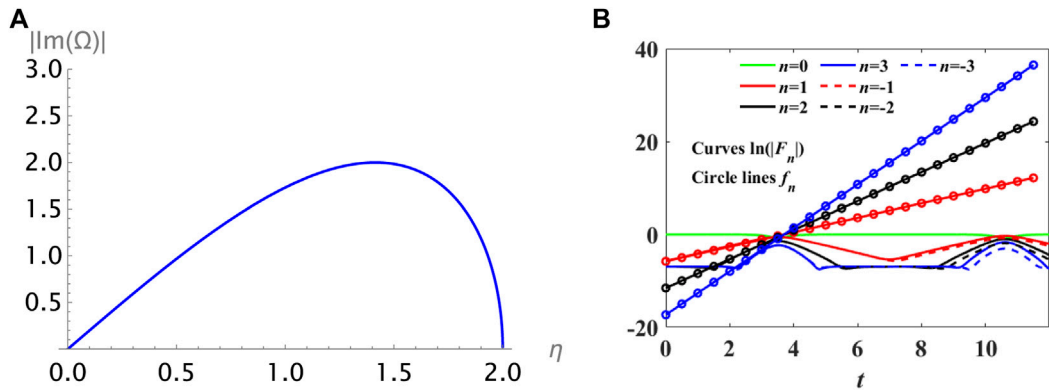 A
|Im(Ω)|
3.0
2.5
2.0
1.5
1.0
0.5
0.0 0.5 1.0 1.5 2.0
η
B
40
20
0
-20
n=0 n=3 n=-3
n=1 n=-1
n=2 n=-2
Curves ln(|Fn|)
Circle lines fn
0 2 4 6 8 10
t